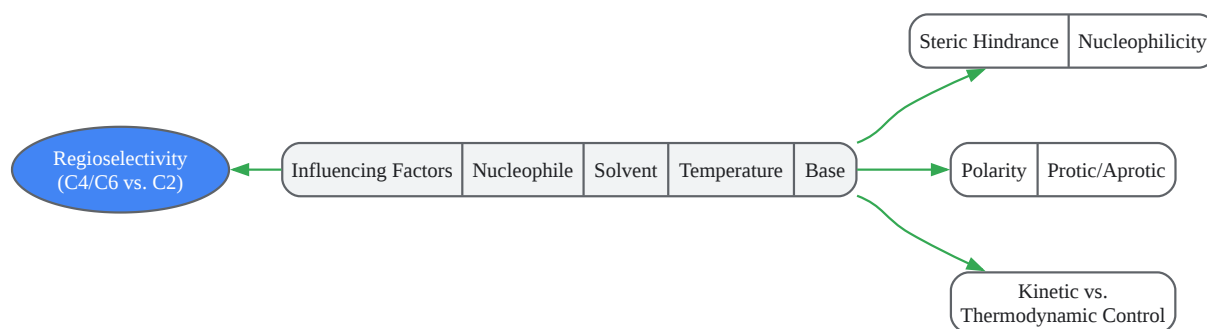 Steric Hindrance
Nucleophilicity
Regioselectivity
(C4/C6 vs. C2)
Influencing Factors
Nucleophile
Solvent
Temperature
Base
Polarity
Protic/Aprotic
Kinetic vs.
Thermodynamic Control